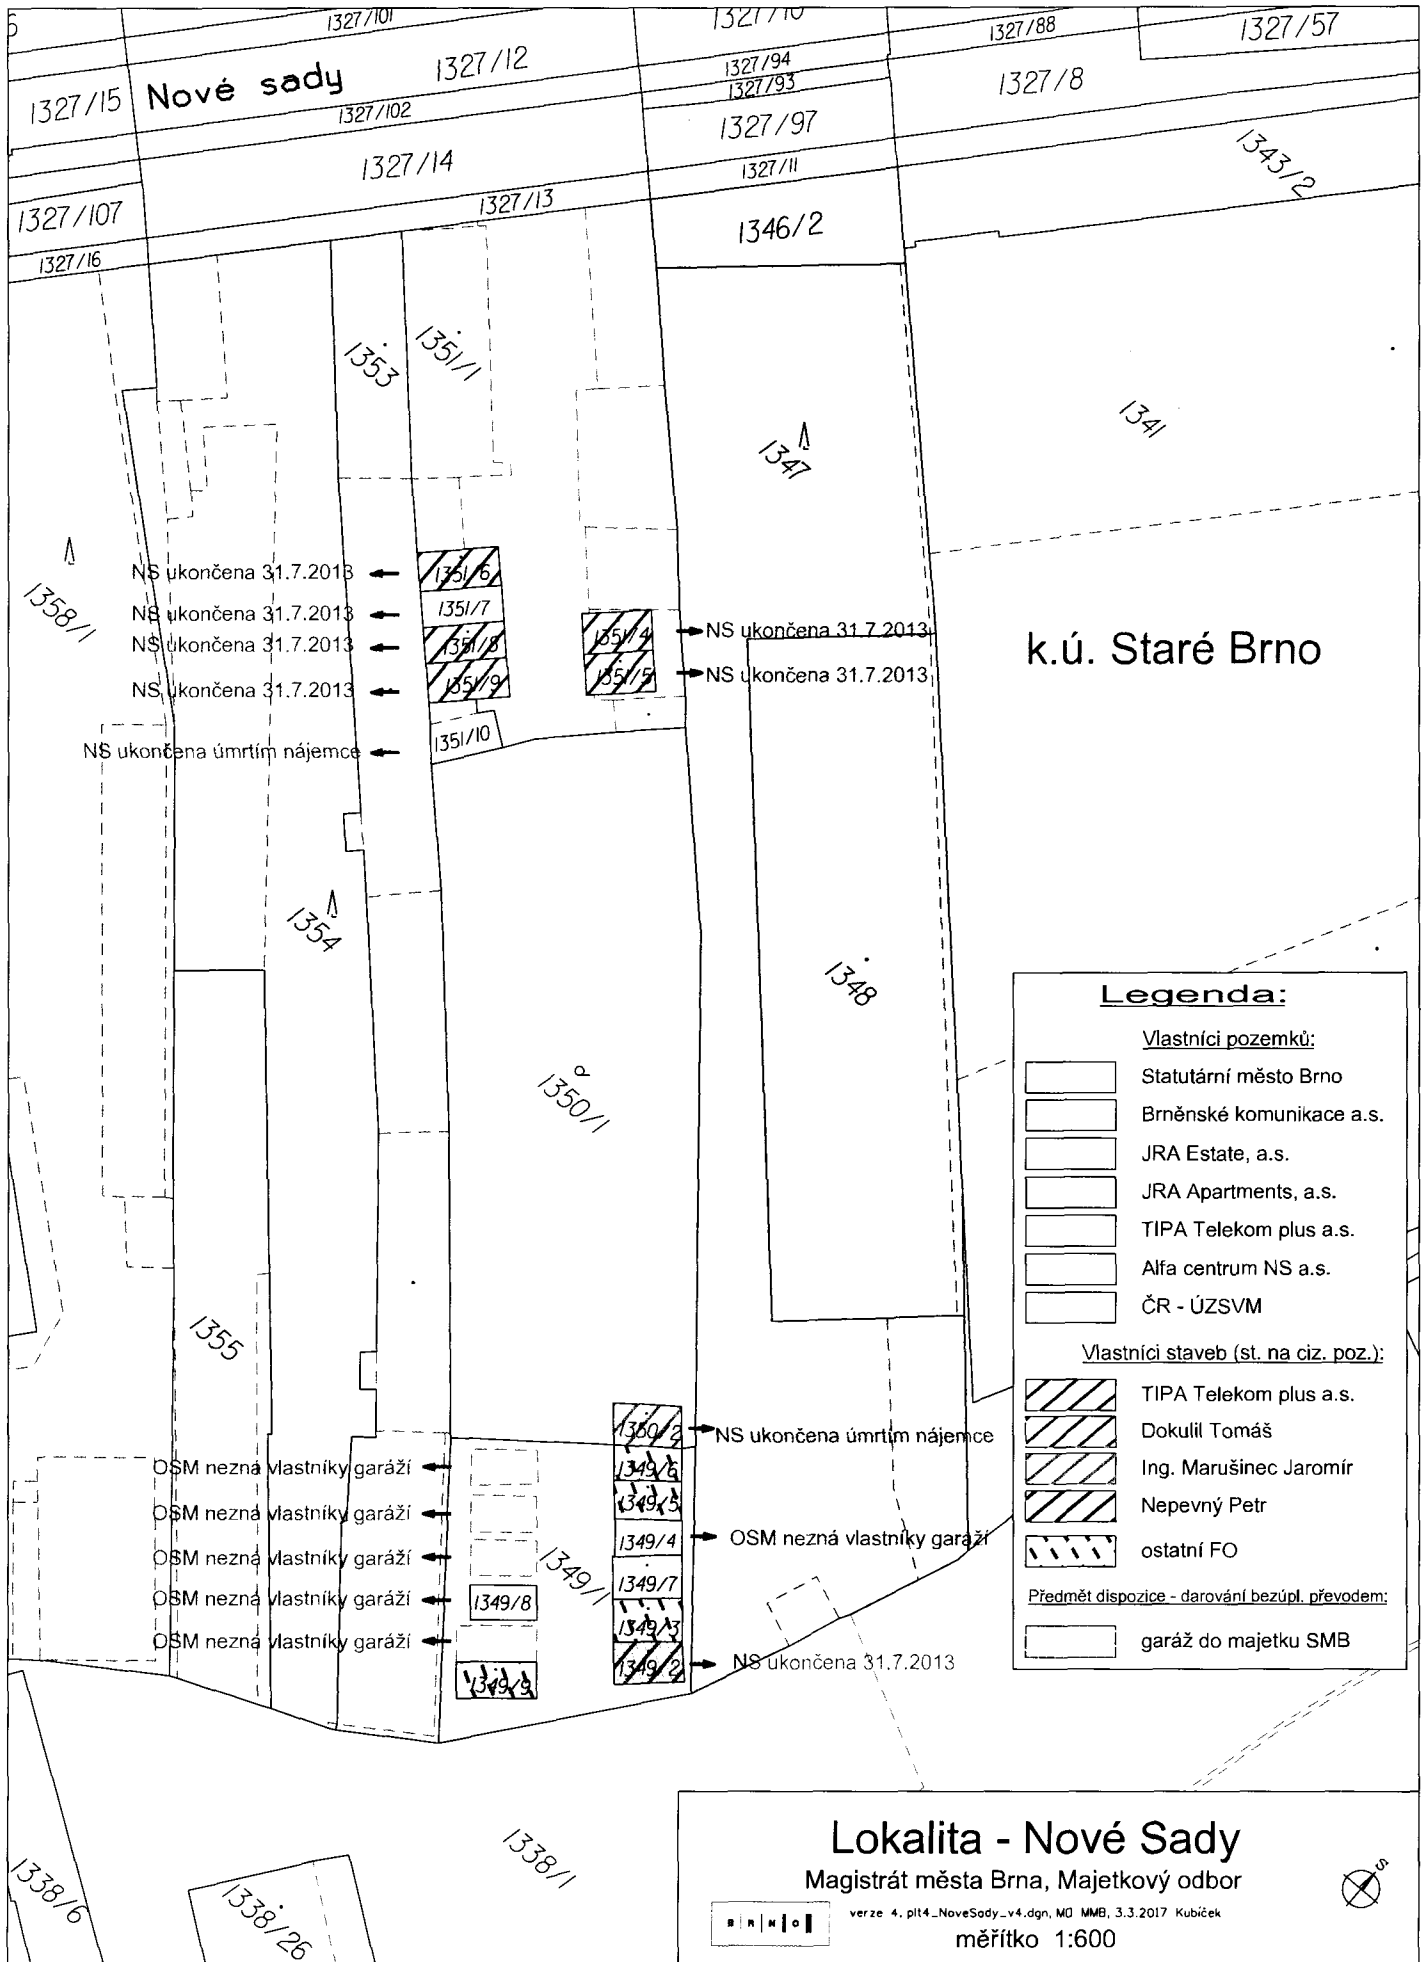 1327/101
1327/10
1327/88
1327/57
1327/12
Nové sady
1327/94
1327/93
1327/8
1327/15
1327/102
1327/97
1327/14
1327/11
1343/2
1327/13
1327/107
1346/2
1327/16
1353
1351/1
1347
1341
1358/1
NS ukončena 31.7.2013
1351/6
NS ukončena 31.7.2013
1351/7
NS ukončena 31.7.2013
1351/8
1351/4
NS ukončena 31.7.2013
NS ukončena 31.7.2013
1351/9
1351/5
NS ukončena 31.7.2013
k.ú. Staré Brno
NS ukončena úmrtím nájemce
1351/10
1354
1348
1350/1
1355
Legenda:
Vlastníci pozemků:
Statutární město Brno
Brněnské komunikace a.s.
JRA Estate, a.s.
JRA Apartments, a.s.
TIPA Telekom plus a.s.
Alfa centrum NS a.s.
ČR - ÚZSVM
Vlastníci staveb (st. na ciz. poz.):
TIPA Telekom plus a.s.
Dokulil Tomáš
Ing. Marušinec Jaromír
Nepevný Petr
ostatní FO
Předmět dispozice - darování bezúpl. převodem:
garáž do majetku SMB
1350/2
NS ukončena úmrtím nájemce
OSM nezná vlastníky garáží
1349/6
OSM nezná vlastníky garáží
1349/5
1349/4
OSM nezná vlastníky garáží
OSM nezná vlastníky garáží
1349/1
1349/7
OSM nezná vlastníky garáží
1349/8
1349/3
OSM nezná vlastníky garáží
1349/2
NS ukončena 31.7.2013
1349/9
1338/1
1338/6
1338/26
Lokalita - Nové Sady
Magistrát města Brna, Majetkový odbor
S
verze 4, plt4_NoveSady_v4.dgn, MO MMB, 3.3.2017 Kubíček
B R N O
měřítko 1:600